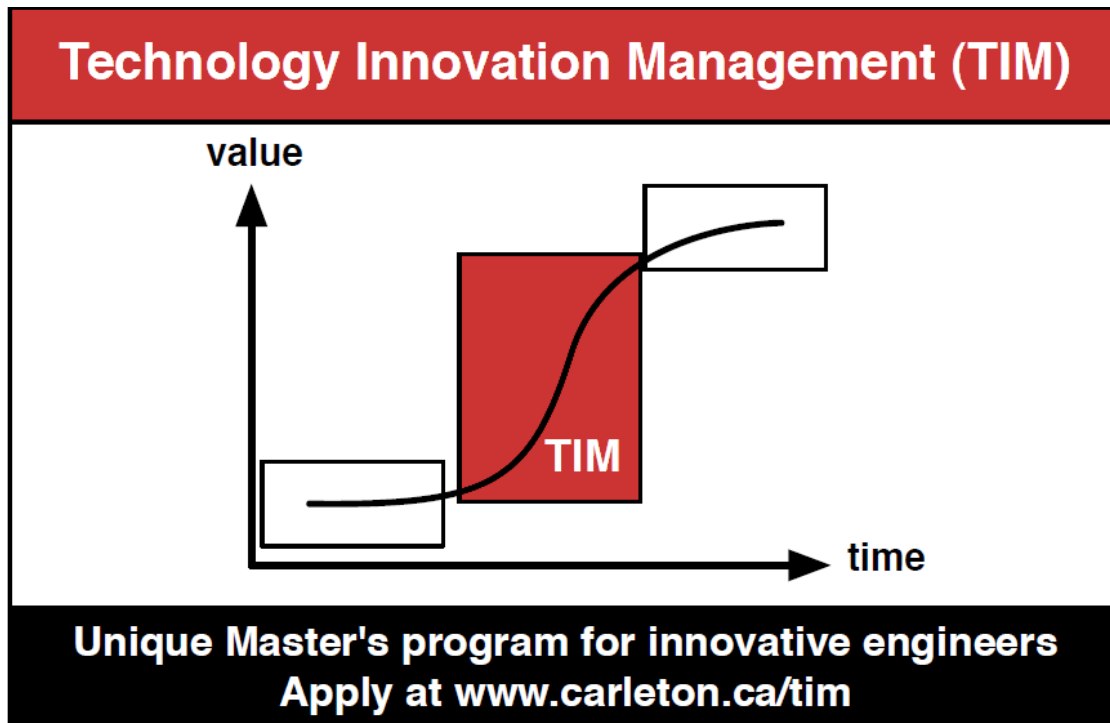 Technology Innovation Management (TIM)
value
TIM
time
Unique Master's program for innovative engineers
Apply at www.carleton.ca/tim